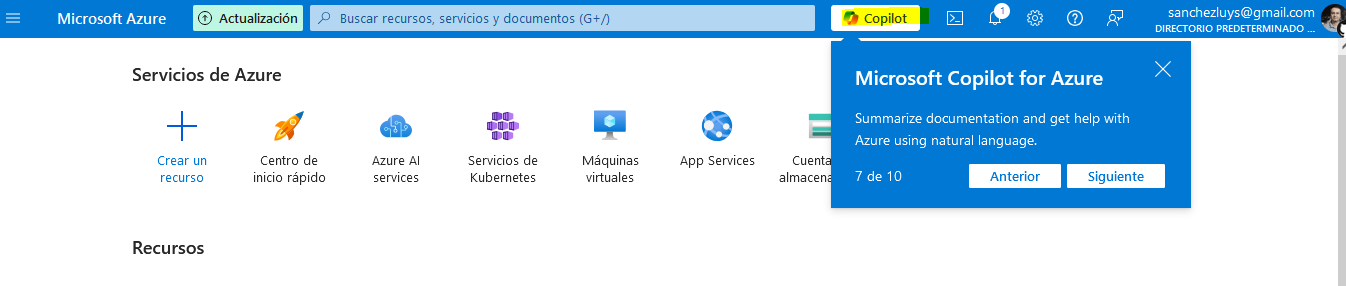 Microsoft Azure
Actualización
Buscar recursos, servicios y documentos (G+/)
Copilot
1
sanchezluys@gmail.com
DIRECTORIO PREDETERMINADO ...
Servicios de Azure
Crear un
recurso
Centro de
inicio rápido
Azure AI
services
Servicios de
Kubernetes
Máquinas
virtuales
App Services
Cuenta
almacena
Microsoft Copilot for Azure
Summarize documentation and get help with
Azure using natural language.
7 de 10
Anterior
Siguiente
Recursos